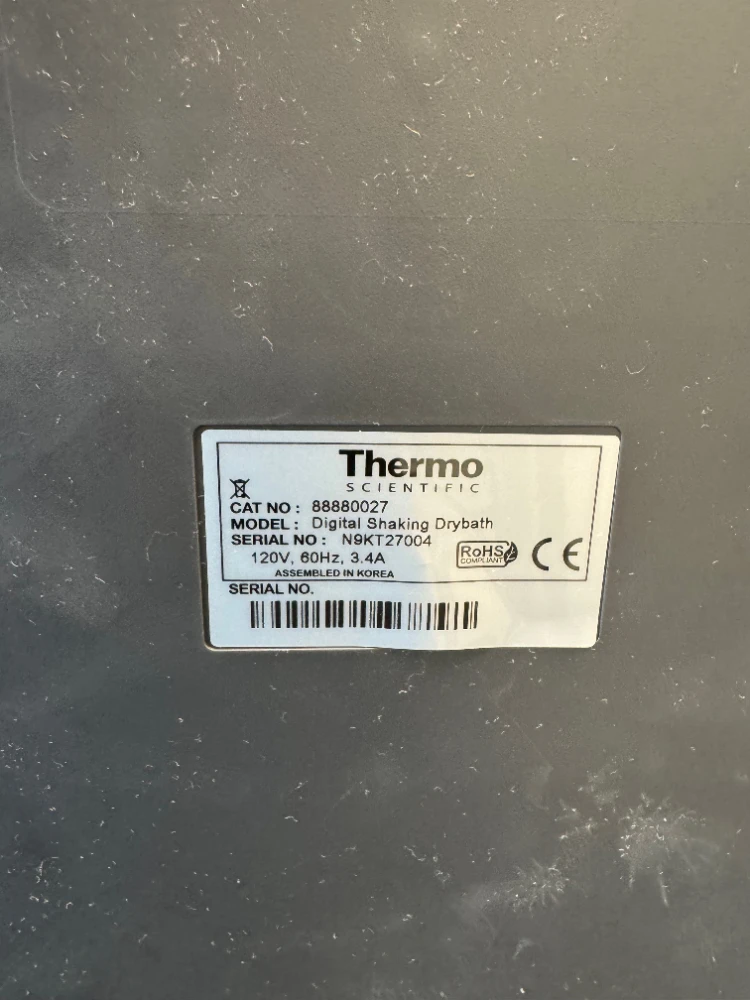 Thermo
SCIENTIFIC
CAT NO : 88880027
MODEL : Digital Shaking Drybath
SERIAL NO : N9KT27004
120V, 60Hz, 3.4A
RoHS
COMPLIANT
CE
ASSEMBLED IN KOREA
SERIAL NO.